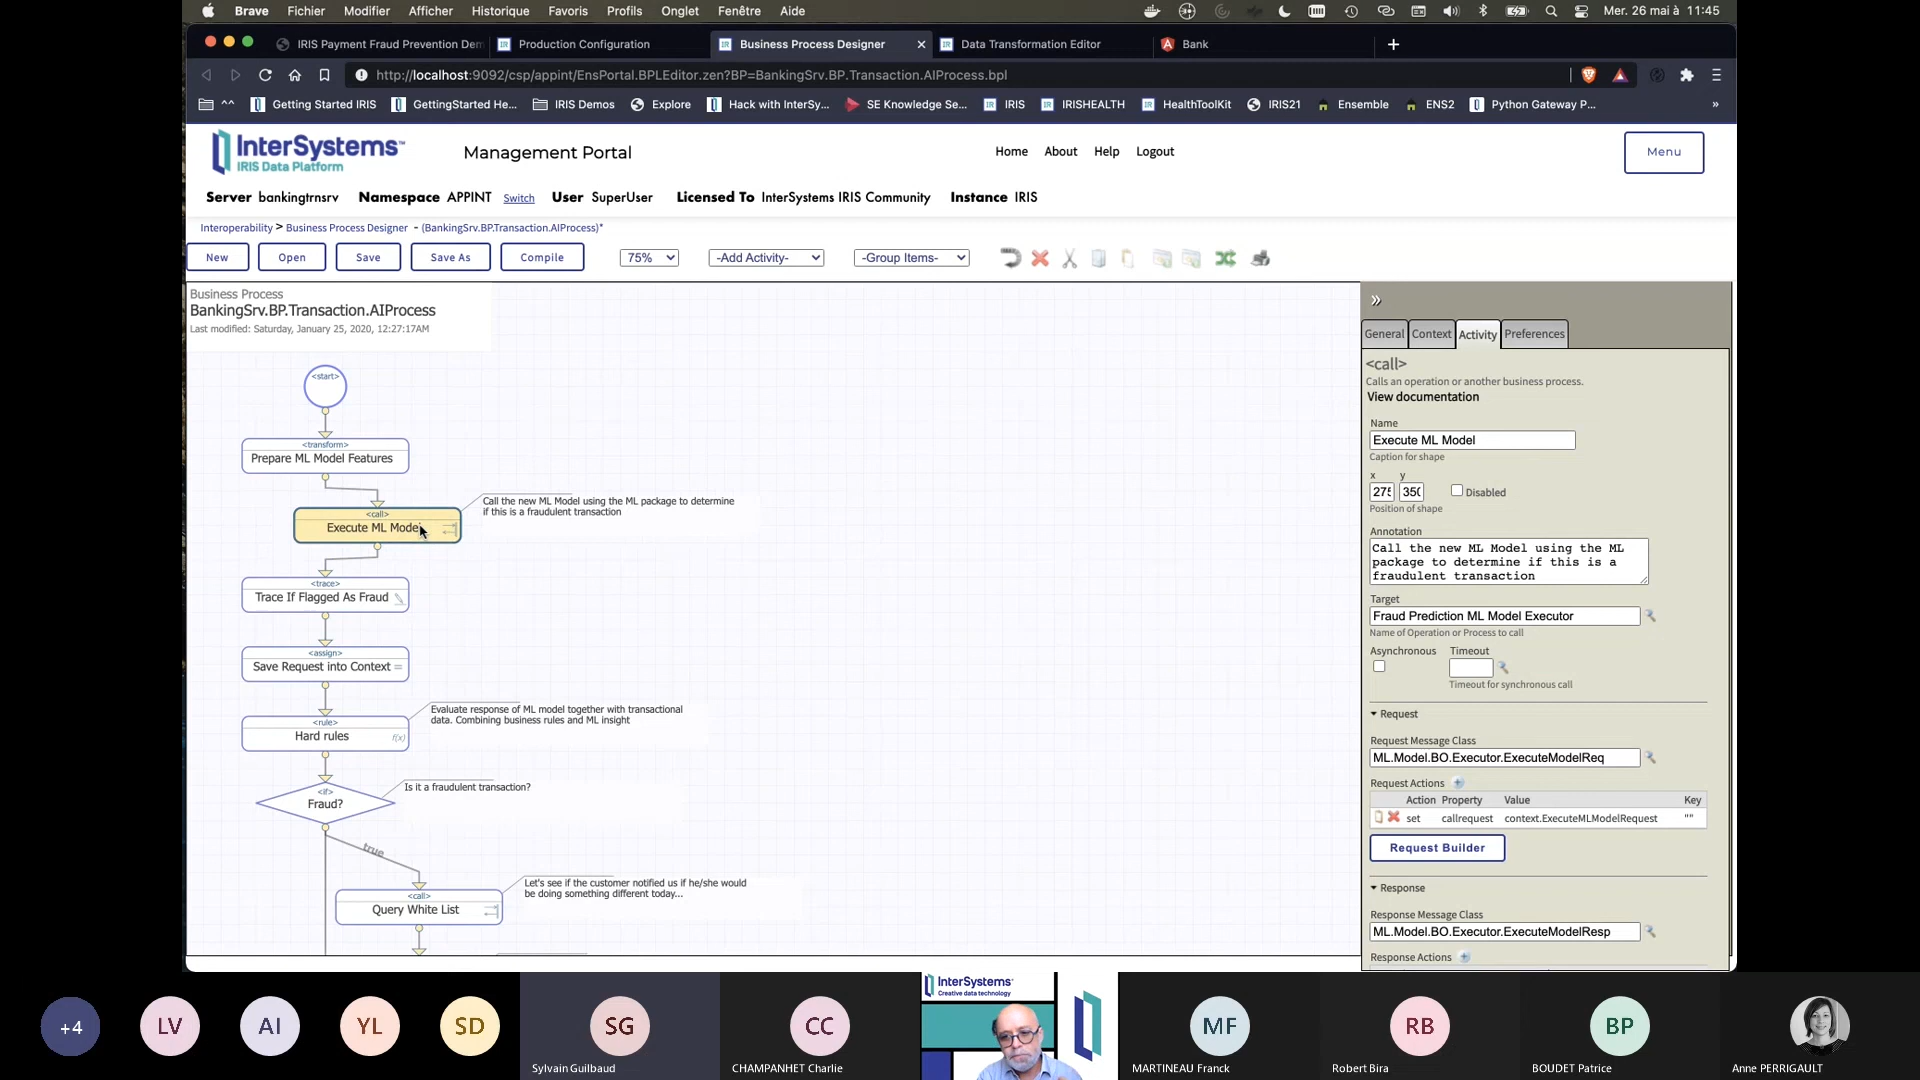 Brave Fichier Modifier Afficher Historique Favoris Profils Onglet Fenêtre Aide Mer. 26 mai à 11:45
IRIS Payment Fraud Prevention Dem Production Configuration Business Process Designer Data Transformation Editor Bank
http://localhost:9092/csp/appint/EnsPortal.BPLEditor.zen?BP=BankingSrv.BP.Transaction.AIProcess.bpl
^^ Getting Started IRIS GettingStarted He... IRIS Demos Explore Hack with InterSy... SE Knowledge Se... IRIS IRISHEALTH HealthToolKit IRIS21 Ensemble ENS2 Python Gateway P... »
InterSystems™
IRIS Data Platform
Management Portal
Home About Help Logout
Menu
Server bankingtrnsrv Namespace APPINT Switch User SuperUser Licensed To InterSystems IRIS Community Instance IRIS
Interoperability > Business Process Designer - (BankingSrv.BP.Transaction.AIProcess)*
New Open Save Save As Compile 75% -Add Activity- -Group Items-
Business Process
BankingSrv.BP.Transaction.AIProcess
Last modified: Saturday, January 25, 2020, 12:27:17AM
<start>
<transform>
Prepare ML Model Features
<call>
Execute ML Model
Call the new ML Model using the ML package to determine
if this is a fraudulent transaction
<trace>
Trace If Flagged As Fraud
<assign>
Save Request into Context =
<rule>
Hard rules f(x)
Evaluate response of ML model together with transactional
data. Combining business rules and ML insight
<if>
Fraud?
Is it a fraudulent transaction?
true
<call>
Query White List
Let's see if the customer notified us if he/she would
be doing something different today...
»
General Context Activity Preferences
<call>
Calls an operation or another business process.
View documentation
Name
Execute ML Model
Caption for shape
x y
275 350 Disabled
Position of shape
Annotation
Call the new ML Model using the ML
package to determine if this is a
fraudulent transaction
Target
Fraud Prediction ML Model Executor
Name of Operation or Process to call
Asynchronous Timeout
Timeout for synchronous call
Request
Request Message Class
ML.Model.BO.Executor.ExecuteModelReq
Request Actions
Action Property Value Key
set callrequest context.ExecuteMLModelRequest ""
Request Builder
Response
Response Message Class
ML.Model.BO.Executor.ExecuteModelResp
Response Actions
+4 LV AI YL SD SG CC MF RB BP
InterSystems™
Creative data technology
Sylvain Guilbaud CHAMPANHET Charlie MARTINEAU Franck Robert Bira BOUDET Patrice Anne PERRIGAULT